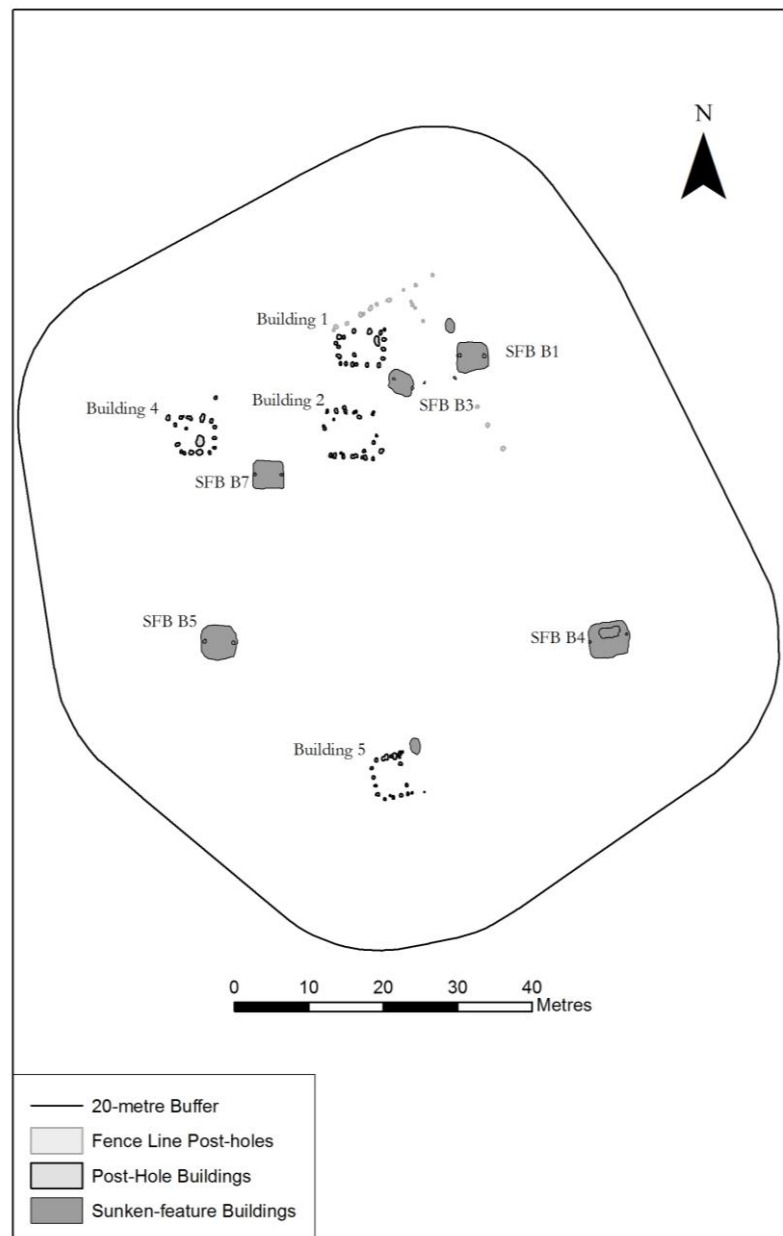 N
Building 1
SFB B1
SFB B3
Building 2
Building 4
SFB B7
SFB B5
SFB B4
Building 5
0 10 20 30 40
Metres
20-metre Buffer
Fence Line Post-holes
Post-Hole Buildings
Sunken-feature Buildings